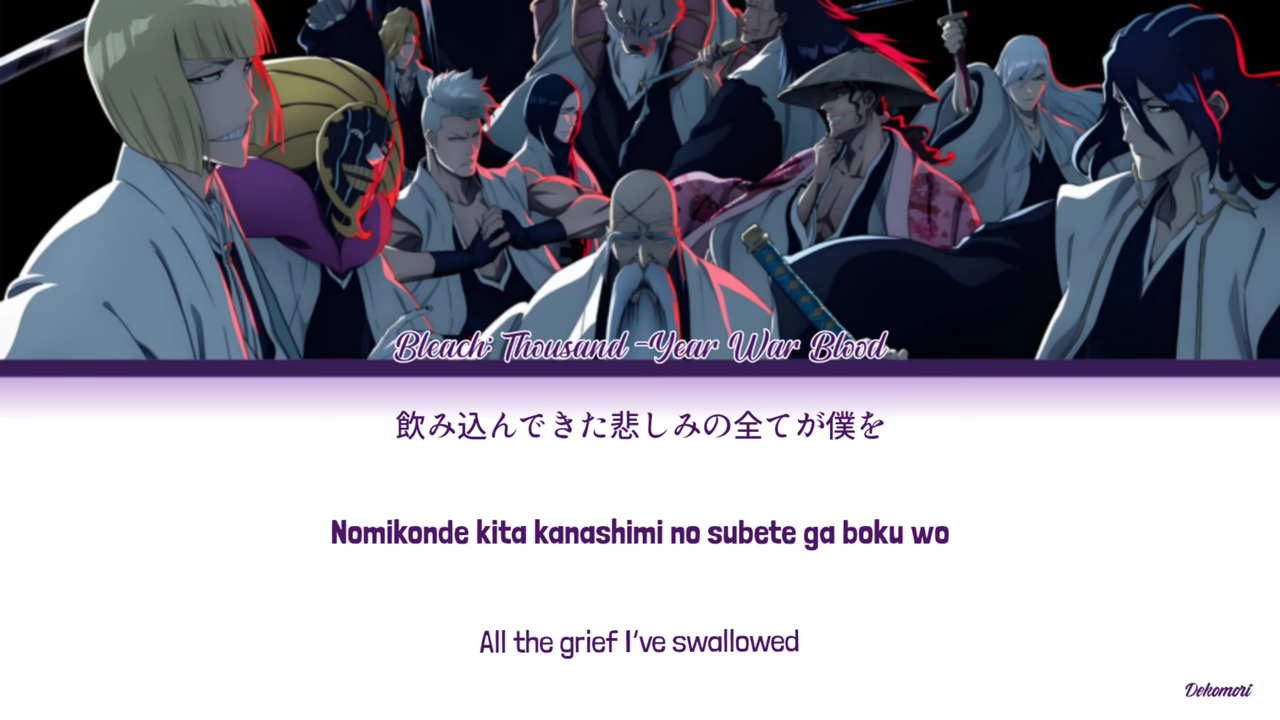 Bleach: Thousand -Year War Blood
飲み込んできた悲しみの全てが僕を
Nomikonde kita kanashimi no subete ga boku wo
All the grief I've swallowed
Dekomori